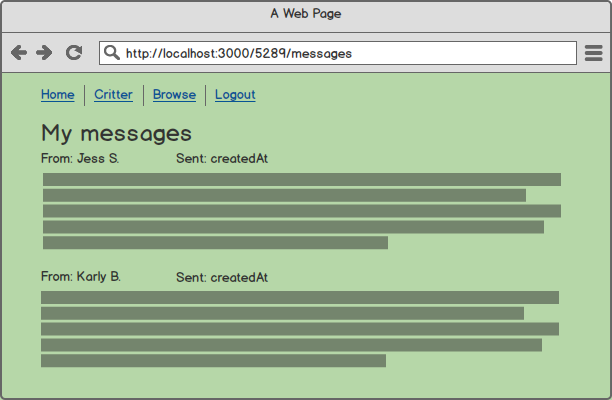 A Web Page
http://localhost:3000/5289/messages
Home Critter Browse Logout
My messages
From: Jess S. Sent: createdAt
From: Karly B. Sent: createdAt